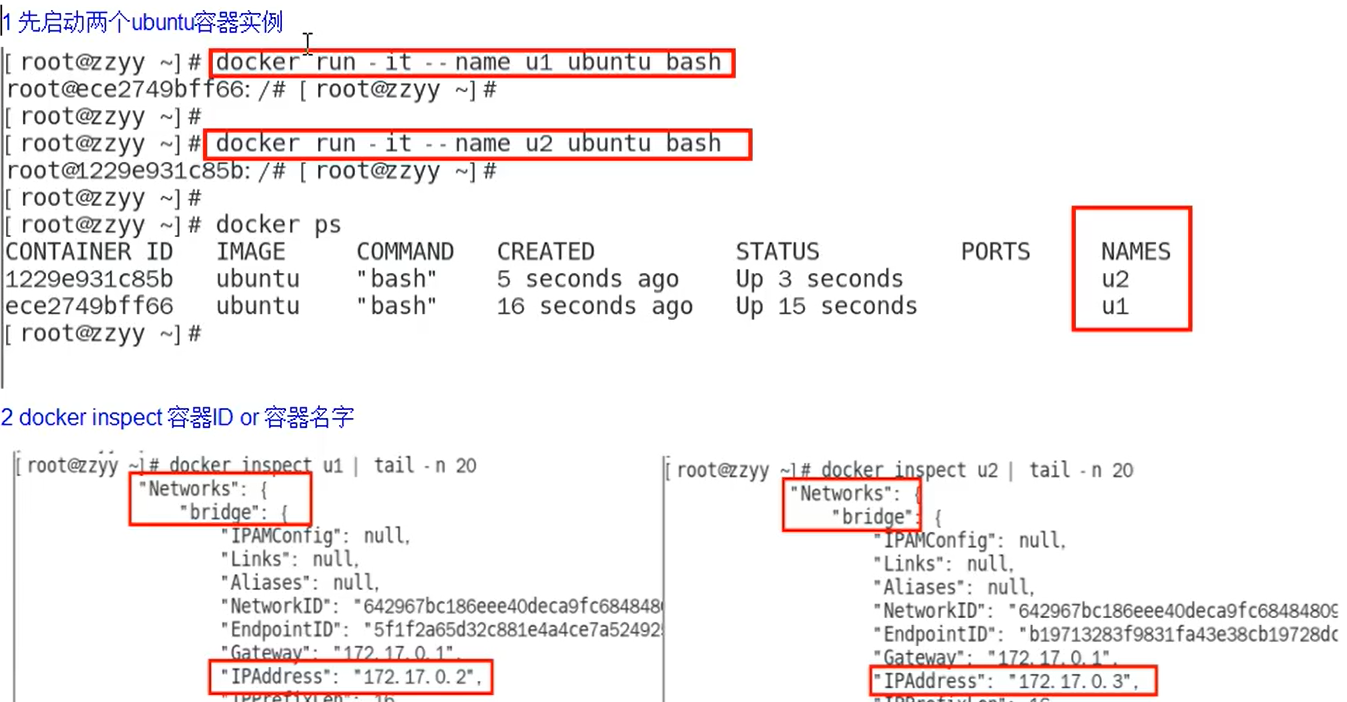 1 先启动两个ubuntu容器实例
[root@zzyy ~]# docker run -it --name u1 ubuntu bash
root@ece2749bff66:/# [root@zzyy ~]#
[root@zzyy ~]#
[root@zzyy ~]# docker run -it --name u2 ubuntu bash
root@1229e931c85b:/# [root@zzyy ~]#
[root@zzyy ~]#
[root@zzyy ~]# docker ps
CONTAINER ID IMAGE COMMAND CREATED STATUS PORTS NAMES
1229e931c85b ubuntu "bash" 5 seconds ago Up 3 seconds u2
ece2749bff66 ubuntu "bash" 16 seconds ago Up 15 seconds u1
[root@zzyy ~]#
2 docker inspect 容器ID or 容器名字
[root@zzyy ~]# docker inspect u1 | tail -n 20
"Networks": {
"bridge": {
"IPAMConfig": null,
"Links": null,
"Aliases": null,
"NetworkID": "642967bc186eee40deca9fc684848
"EndpointID": "5f1f2a65d32c881e4a4ce7a52492
"Gateway": "172.17.0.1",
"IPAddress": "172.17.0.2",
"IPPrefixLen": 16
[root@zzyy ~]# docker inspect u2 | tail -n 20
"Networks": {
"bridge": {
"IPAMConfig": null,
"Links": null,
"Aliases": null,
"NetworkID": "642967bc186eee40deca9fc68484809
"EndpointID": "b19713283f9831fa43e38cb19728dc
"Gateway": "172.17.0.1",
"IPAddress": "172.17.0.3",
"IPPrefixLen": 16